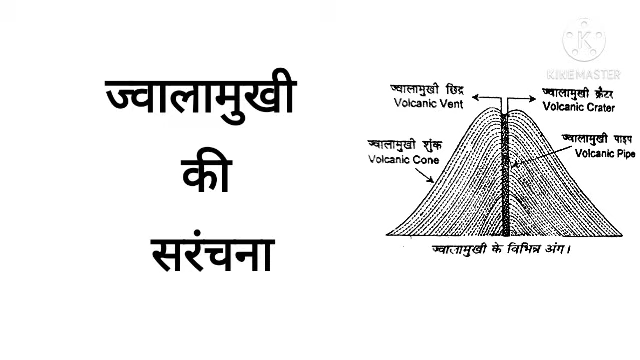 ज्वालामुखी
की
सरंचना
KINEMASTER
ज्वालामुखी छिद्र
Volcanic Vent
ज्वालामुखी क्रैटर
Volcanic Crater
ज्वालामुखी शुंक
Volcanic Cone
ज्वालामुखी पाइप
Volcanic Pipe
ज्वालामुखी के विभिन्न अंग।